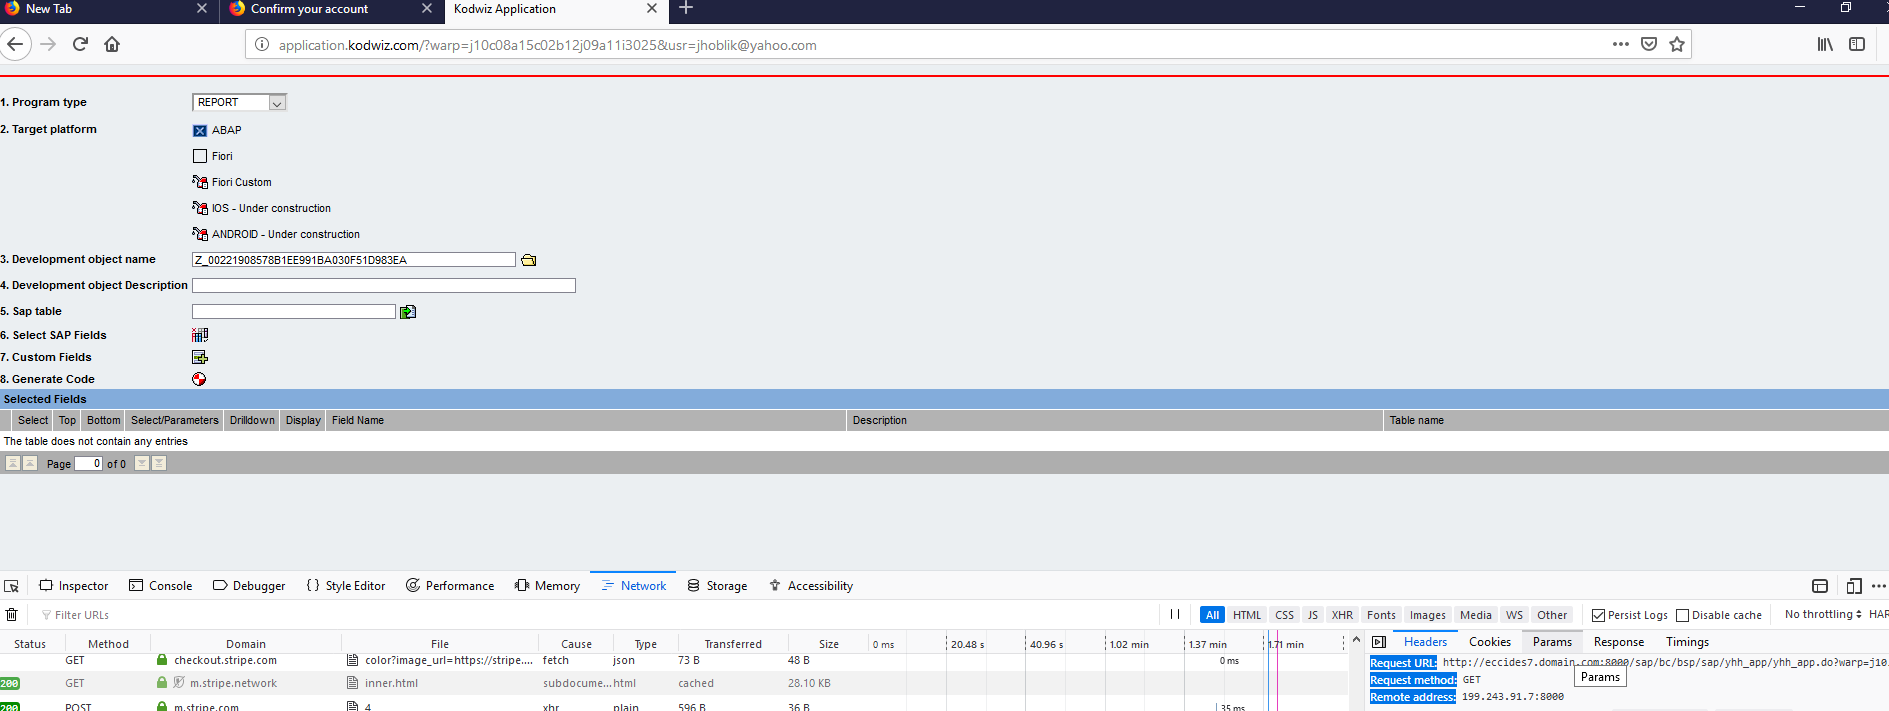 New Tab
Confirm your account
Kodwiz Application
application.kodwiz.com/?warp=j10c08a15c02b12j09a11i3025&usr=jhoblik@yahoo.com
1. Program type
REPORT
2. Target platform
ABAP
Fiori
Fiori Custom
IOS - Under construction
ANDROID - Under construction
3. Development object name
Z_00221908578B1EE991BA030F51D983EA
4. Development object Description
5. Sap table
6. Select SAP Fields
7. Custom Fields
8. Generate Code
Selected Fields
Select Top Bottom Select/Parameters Drilldown Display Field Name Description Table name
The table does not contain any entries
Page 0 of 0
Inspector Console Debugger Style Editor Performance Memory Network Storage Accessibility
Filter URLs
All HTML CSS JS XHR Fonts Images Media WS Other Persist Logs Disable cache No throttling HAR
Status Method Domain File Cause Type Transferred Size 0 ms 20.48 s 40.96 s 1.02 min 1.37 min 1.71 min
Headers Cookies Params Response Timings
GET checkout.stripe.com color?image_url=https://stripe.... fetch json 73 B 48 B 0 ms
200 GET m.stripe.network inner.html subdocume... html cached 28.10 KB
200 POST m.stripe.com 4 xhr plain 596 B 36 B 35 ms
Request URL: http://eccides7.domain.com:8000/sap/bc/bsp/sap/yhh_app/yhh_app.do?warp=j10.
Request method: GET
Params
Remote address: 199.243.91.7:8000